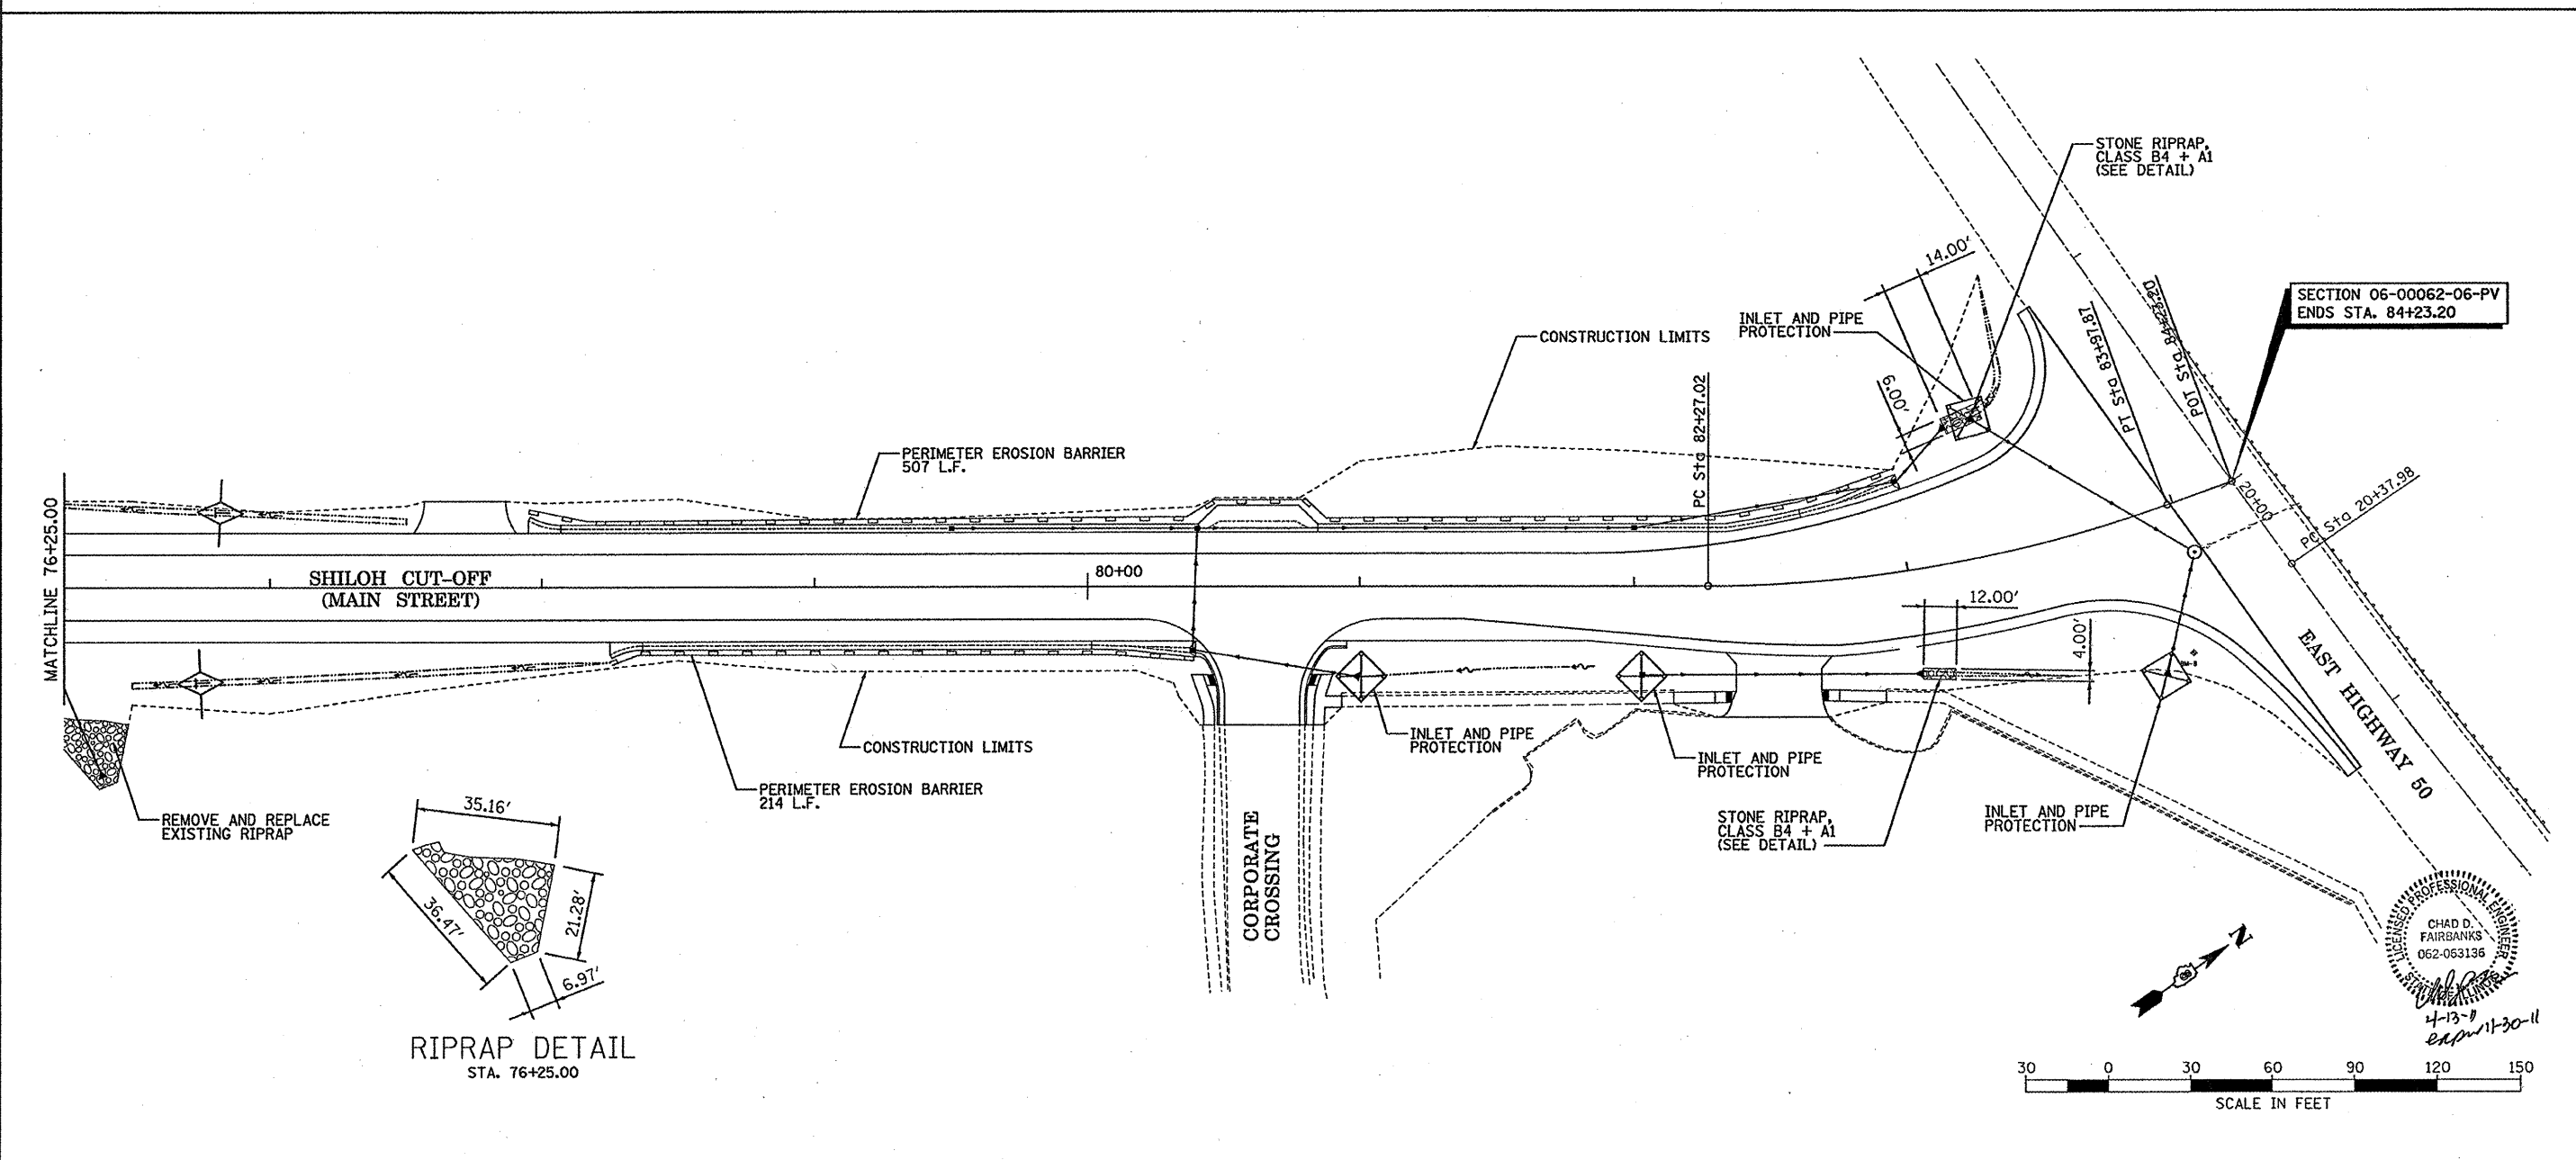 STONE RIPRAP,
CLASS B4 + A1
(SEE DETAIL)
14.00'
INLET AND PIPE
PROTECTION
CONSTRUCTION LIMITS
6.00'
PT Sta 83+97.87
POT Sta 84+23.20
SECTION 06-00062-06-PV
ENDS STA. 84+23.20
PC Sta 82+27.02
PERIMETER EROSION BARRIER
507 L.F.
20+00
PC Sta 20+37.98
MATCHLINE 76+25.00
SHILOH CUT-OFF
(MAIN STREET)
80+00
12.00'
4.00'
EAST HIGHWAY 50
INLET AND PIPE
PROTECTION
INLET AND PIPE
PROTECTION
CONSTRUCTION LIMITS
PERIMETER EROSION BARRIER
214 L.F.
STONE RIPRAP,
CLASS B4 + A1
(SEE DETAIL)
INLET AND PIPE
PROTECTION
REMOVE AND REPLACE
EXISTING RIPRAP
CORPORATE
CROSSING
35.16'
36.47'
21.28'
6.97'
RIPRAP DETAIL
STA. 76+25.00
N
LICENSED PROFESSIONAL ENGINEER
CHAD D.
FAIRBANKS
062-063136
STATE OF ILLINOIS
4-13-11
11-30-11
30 0 30 60 90 120 150
SCALE IN FEET